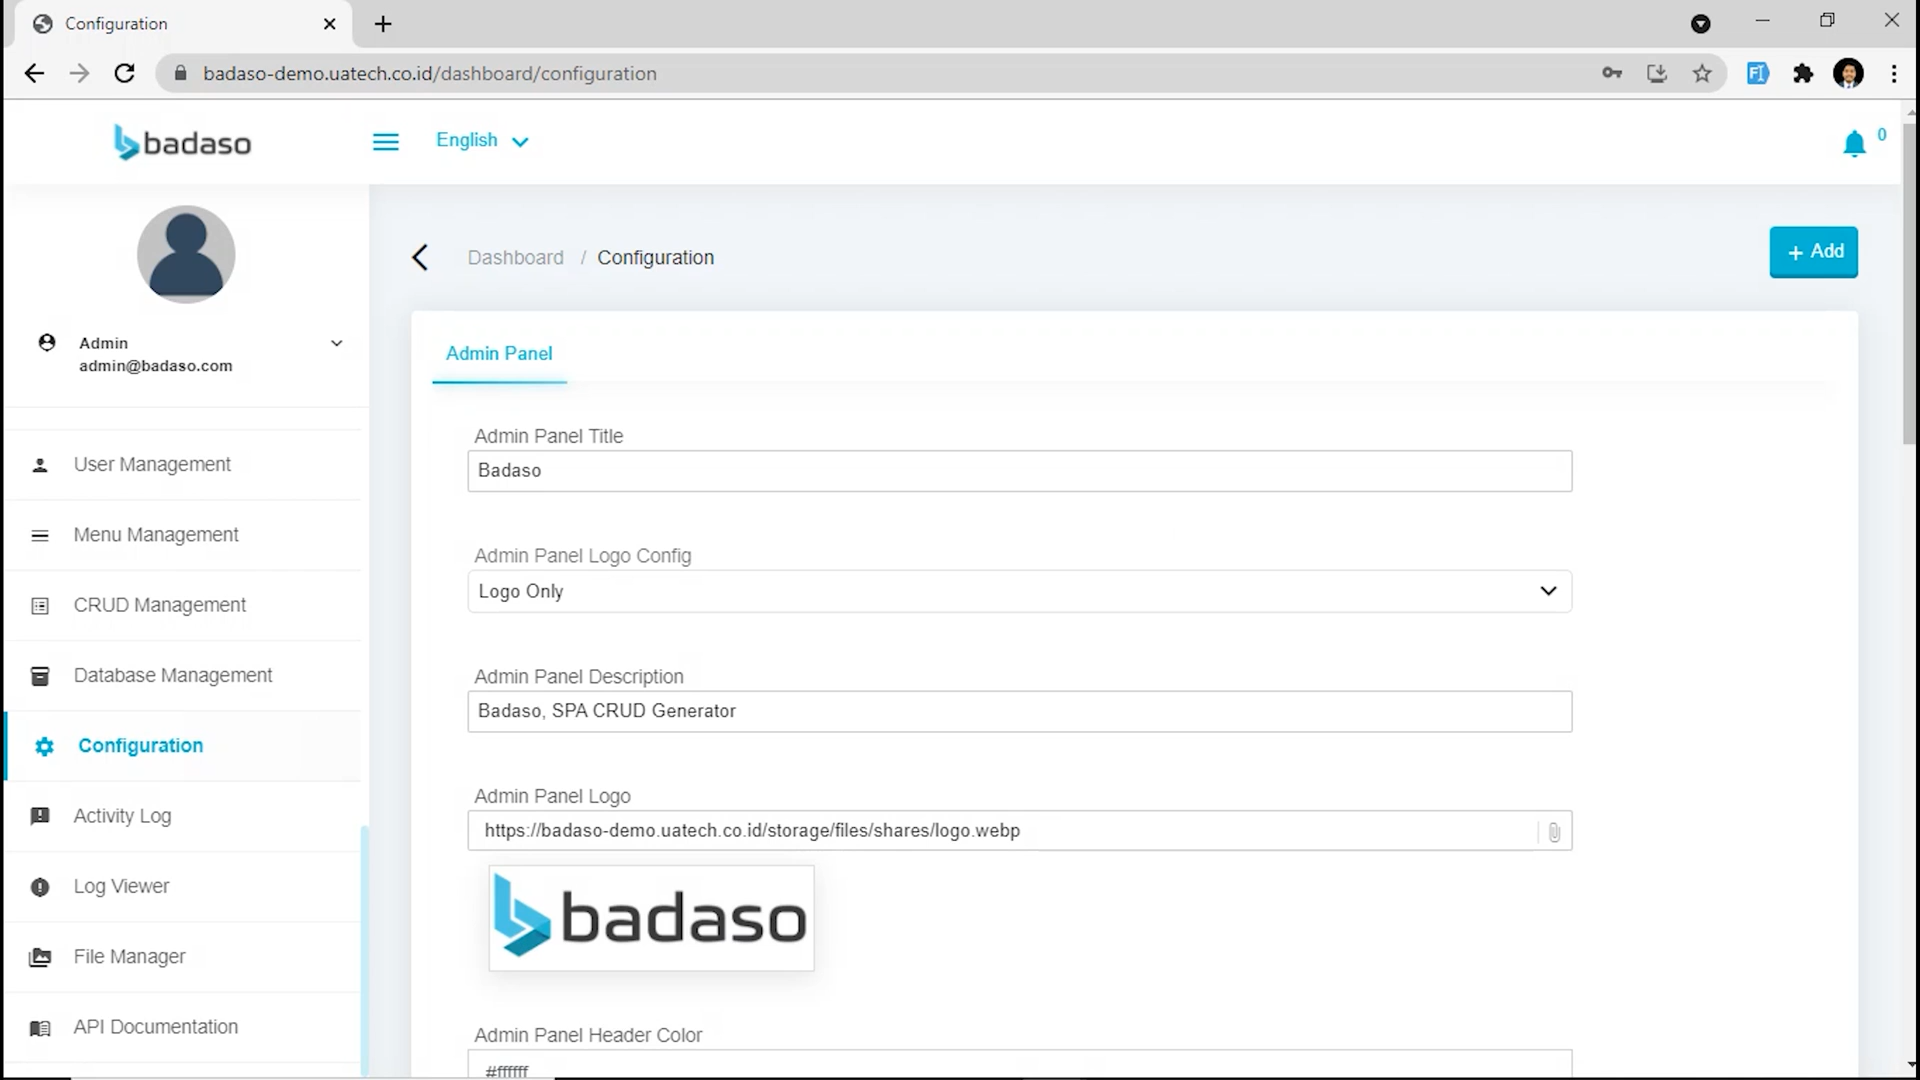 Configuration
badaso-demo.uatech.co.id/dashboard/configuration
badaso
English
0
Admin
admin@badaso.com
User Management
Menu Management
CRUD Management
Database Management
Configuration
Activity Log
Log Viewer
File Manager
API Documentation
Dashboard / Configuration
+ Add
Admin Panel
Admin Panel Title
Badaso
Admin Panel Logo Config
Logo Only
Admin Panel Description
Badaso, SPA CRUD Generator
Admin Panel Logo
https://badaso-demo.uatech.co.id/storage/files/shares/logo.webp
badaso
Admin Panel Header Color
#ffffff